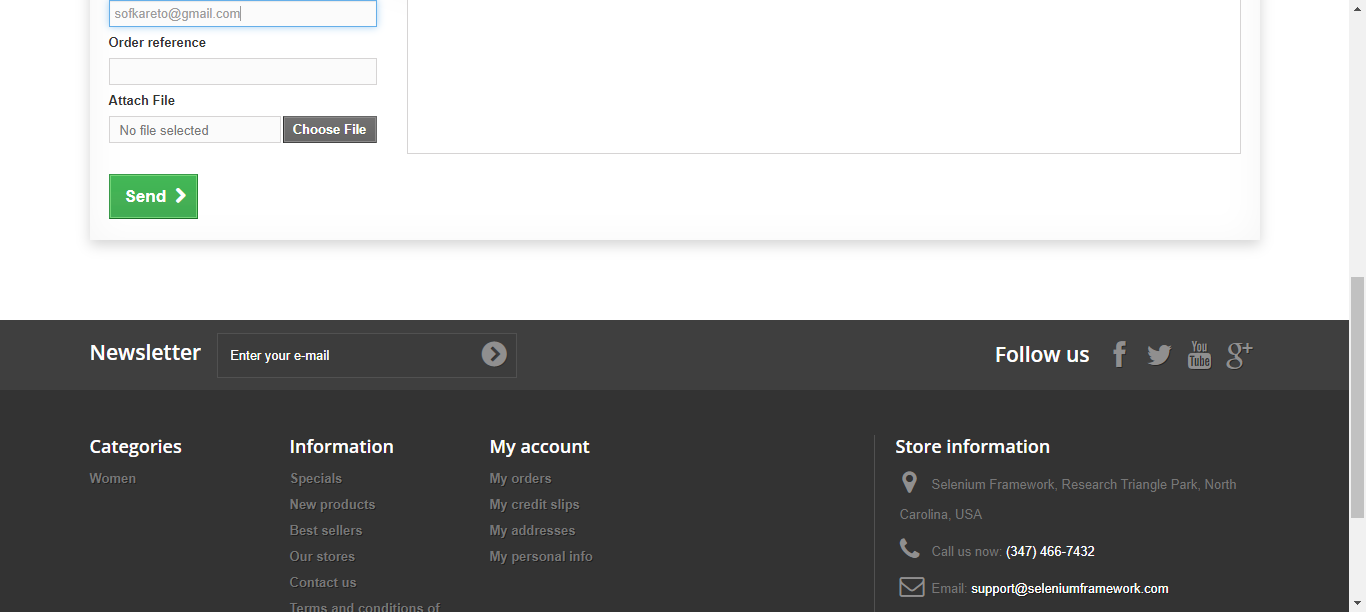 sofkareto@gmail.com
Order reference
Attach File
No file selected
Choose File
Send
Newsletter
Enter your e-mail
Follow us
You
Tube
g+
Categories
Women
Information
Specials
New products
Best sellers
Our stores
Contact us
Terms and conditions of
My account
My orders
My credit slips
My addresses
My personal info
Store information
Selenium Framework, Research Triangle Park, North
Carolina, USA
Call us now: (347) 466-7432
Email: support@seleniumframework.com